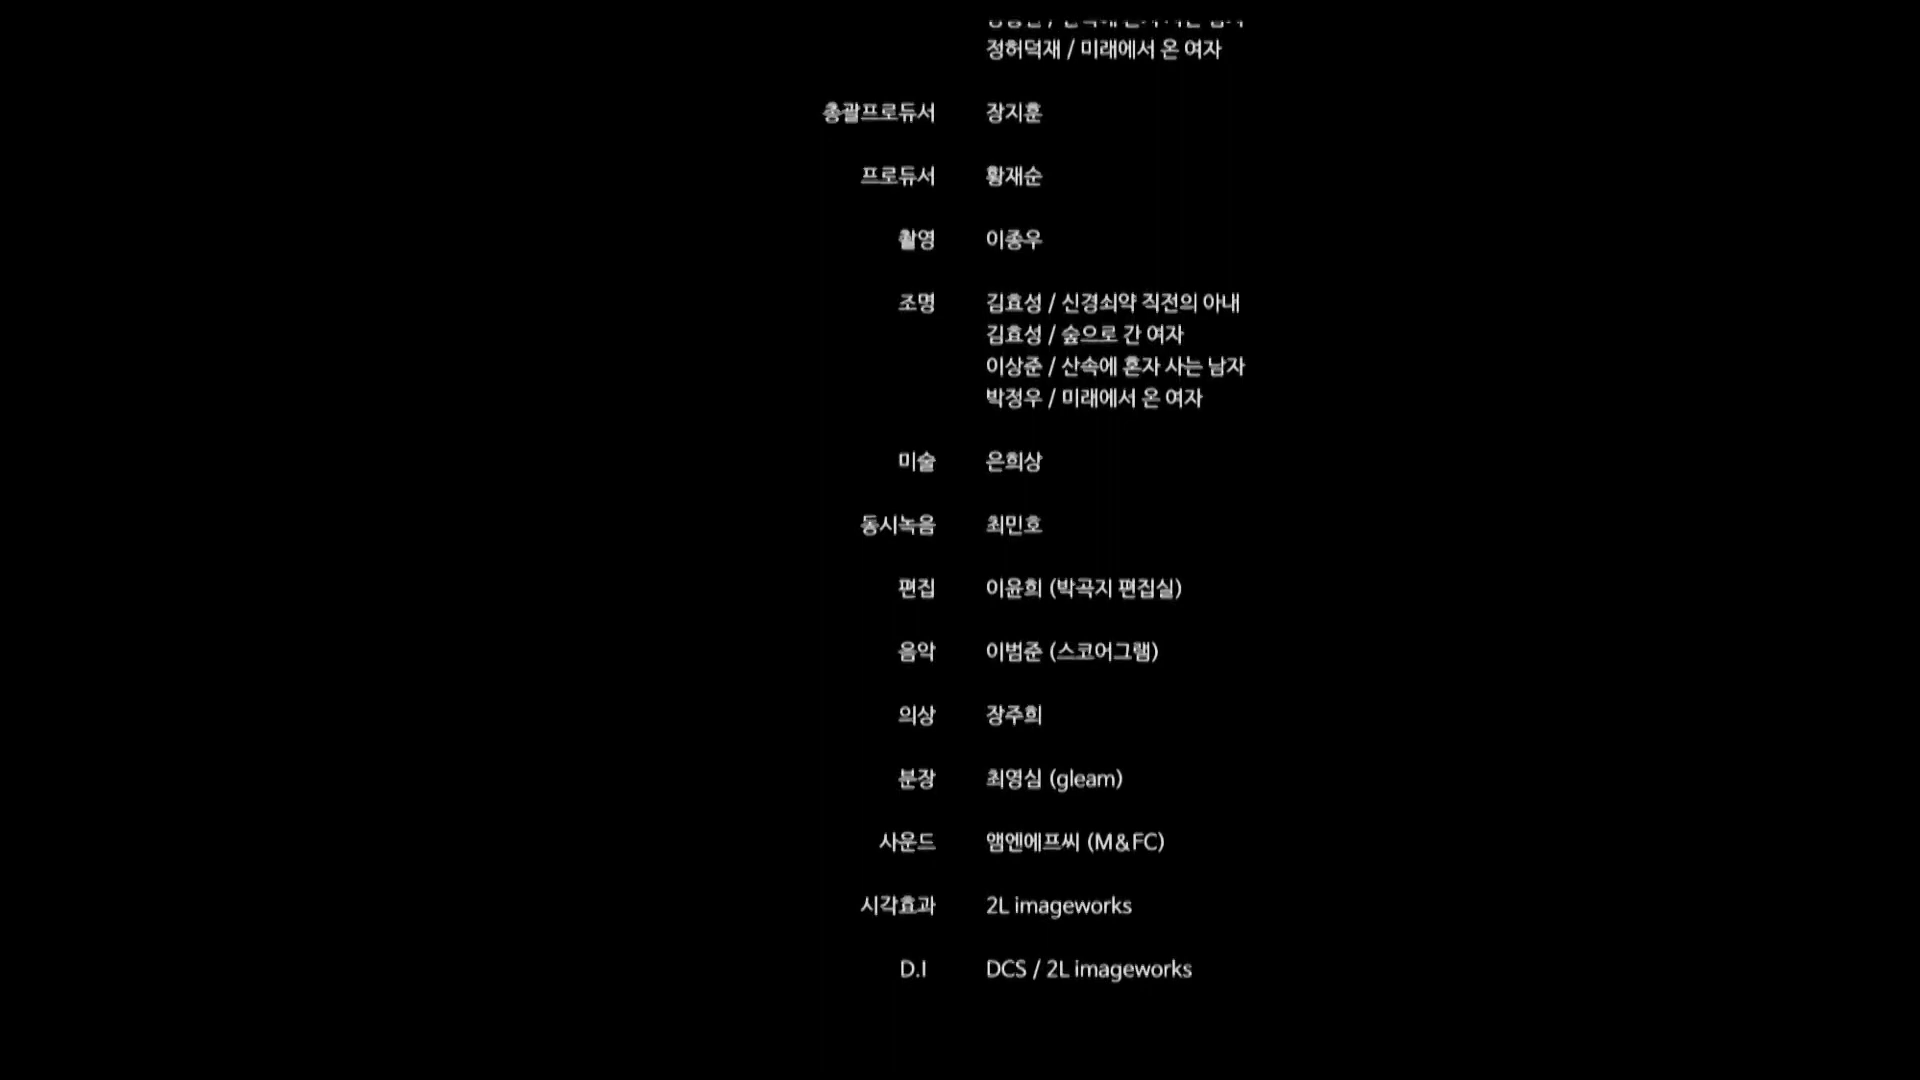 정허덕재 / 미래에서 온 여자
총괄프로듀서 장지훈
프로듀서 황재순
촬영 이종우
조명 김효성 / 신경쇠약 직전의 아내
김효성 / 숲으로 간 여자
이상준 / 산속에 혼자 사는 남자
박정우 / 미래에서 온 여자
미술 은희상
동시녹음 최민호
편집 이윤희 (박곡지 편집실)
음악 이범준 (스코어그램)
의상 장주희
분장 최영심 (gleam)
사운드 앰엔에프씨 (M&FC)
시각효과 2L imageworks
D.I DCS / 2L imageworks